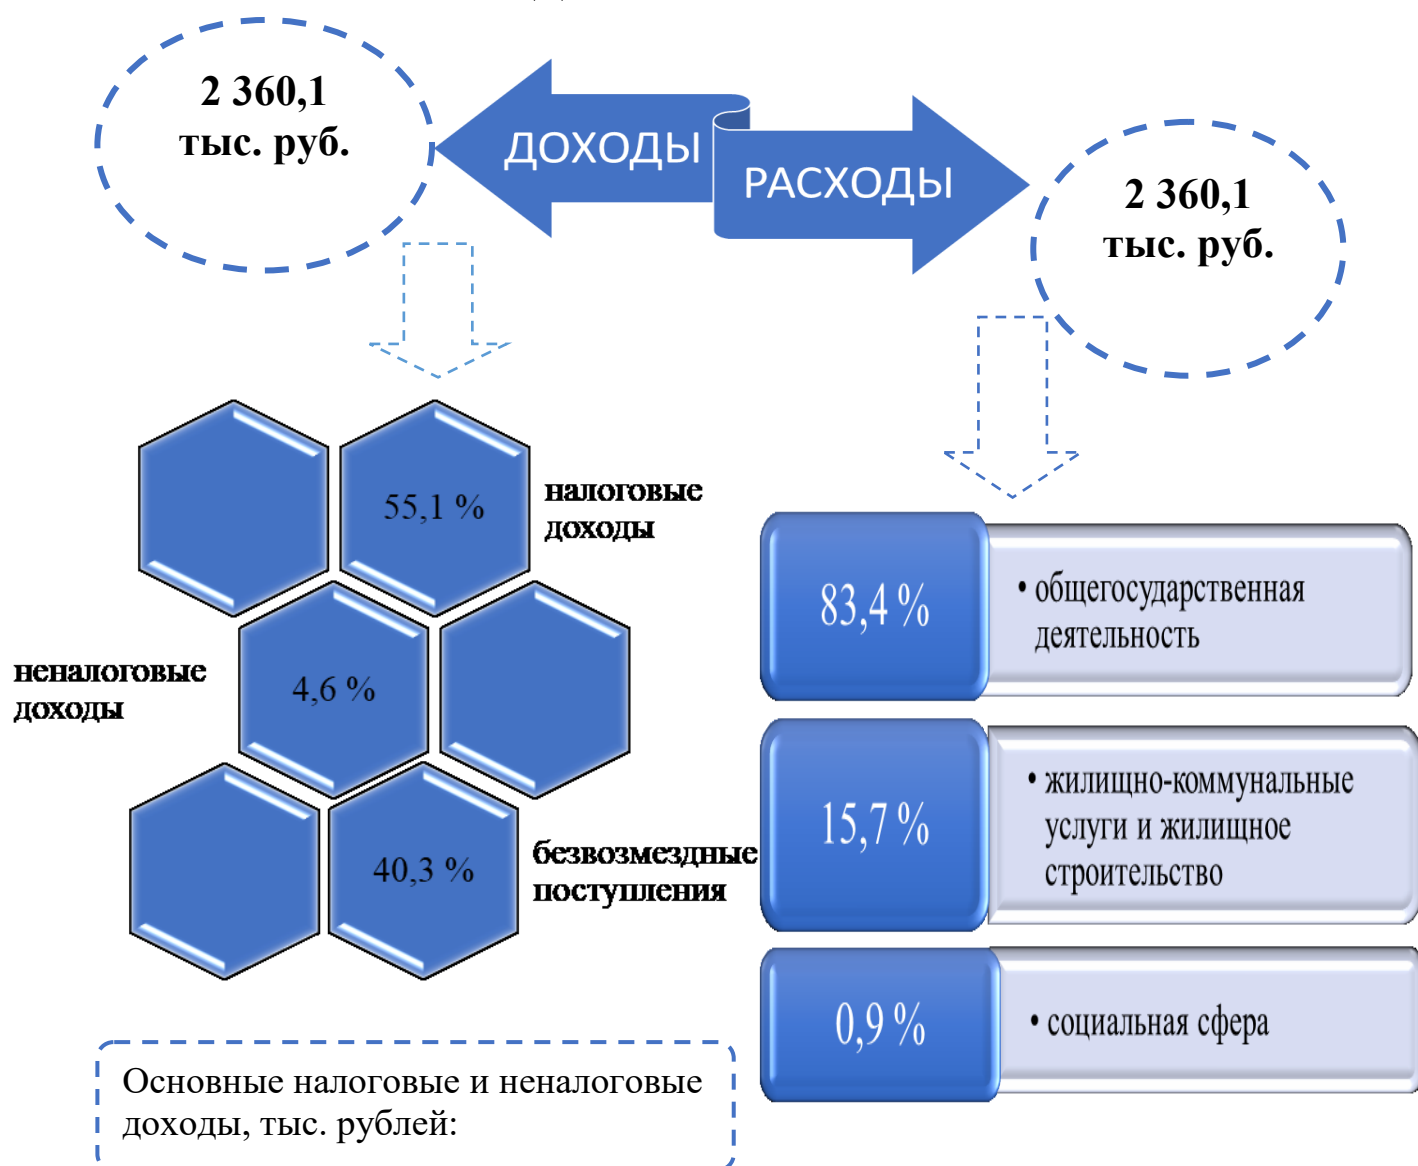 2 360,1
тыс. руб.
ДОХОДЫ
РАСХОДЫ
2 360,1
тыс. руб.
55,1 %
налоговые
доходы
неналоговые
доходы
4,6 %
40,3 %
безвозмездные
поступления
83,4 %
• общегосударственная
деятельность
15,7 %
• жилищно-коммунальные
услуги и жилищное
строительство
0,9 %
• социальная сфера
Основные налоговые и неналоговые
доходы, тыс. рублей: